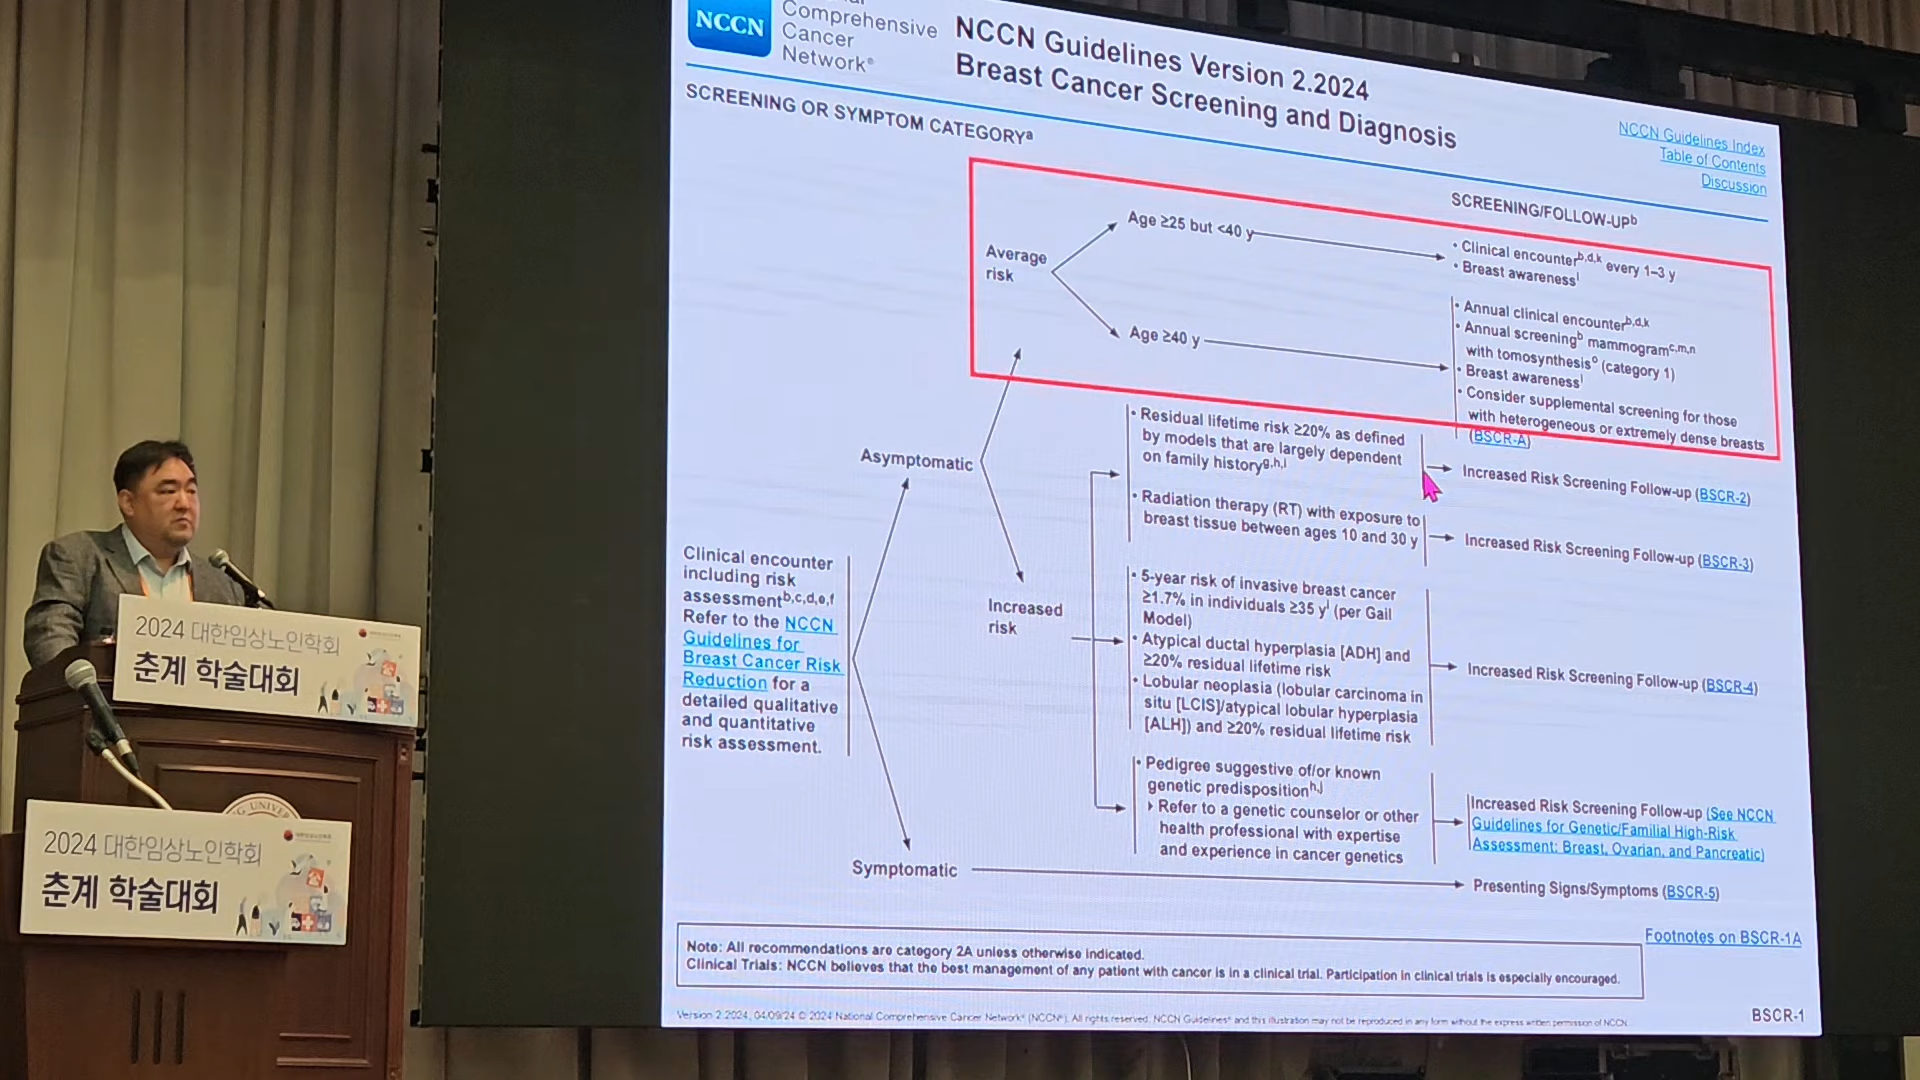 NCCN
Comprehensive
Cancer
Network®
NCCN Guidelines Version 2.2024
Breast Cancer Screening and Diagnosis
NCCN Guidelines Index
Table of Contents
Discussion
SCREENING OR SYMPTOM CATEGORYᵃ
SCREENING/FOLLOW-UPᵇ
Average
risk
Age ≥25 but <40 y
• Clinical encounterᵇ,ᵈ,ᵏ every 1–3 y
• Breast awarenessˡ
Age ≥40 y
• Annual clinical encounterᵇ,ᵈ,ᵏ
• Annual screeningᵇ mammogramᶜ,ᵐ,ⁿ
with tomosynthesisᵒ (category 1)
• Breast awarenessˡ
• Consider supplemental screening for those
with heterogeneous or extremely dense breasts
(BSCR-A)
Asymptomatic
• Residual lifetime risk ≥20% as defined
by models that are largely dependent
on family historyᵍ,ʰ,ⁱ
Increased Risk Screening Follow-up (BSCR-2)
• Radiation therapy (RT) with exposure to
breast tissue between ages 10 and 30 y
Increased Risk Screening Follow-up (BSCR-3)
Clinical encounter
including risk
assessmentᵇ,ᶜ,ᵈ,ᵉ,ᶠ
Refer to the NCCN
Guidelines for
Breast Cancer Risk
Reduction for a
detailed qualitative
and quantitative
risk assessment.
Increased
risk
• 5-year risk of invasive breast cancer
≥1.7% in individuals ≥35 y (per Gail
Model)
• Atypical ductal hyperplasia [ADH] and
≥20% residual lifetime risk
• Lobular neoplasia (lobular carcinoma in
situ [LCIS]/atypical lobular hyperplasia
[ALH]) and ≥20% residual lifetime risk
Increased Risk Screening Follow-up (BSCR-4)
• Pedigree suggestive of/or known
genetic predispositionʰ,ʲ
Refer to a genetic counselor or other
health professional with expertise
and experience in cancer genetics
Increased Risk Screening Follow-up (See NCCN
Guidelines for Genetic/Familial High-Risk
Assessment: Breast, Ovarian, and Pancreatic)
Symptomatic
Presenting Signs/Symptoms (BSCR-5)
Footnotes on BSCR-1A
Note: All recommendations are category 2A unless otherwise indicated.
Clinical Trials: NCCN believes that the best management of any patient with cancer is in a clinical trial. Participation in clinical trials is especially encouraged.
Version 2.2024, 04/09/24 © 2024 National Comprehensive Cancer Network® (NCCN®). All rights reserved. NCCN Guidelines® and this illustration may not be reproduced in any form without the express written permission of NCCN.
BSCR-1
2024 대한임상노인학회
춘계 학술대회
UNIVER
2024 대한임상노인학회
춘계 학술대회